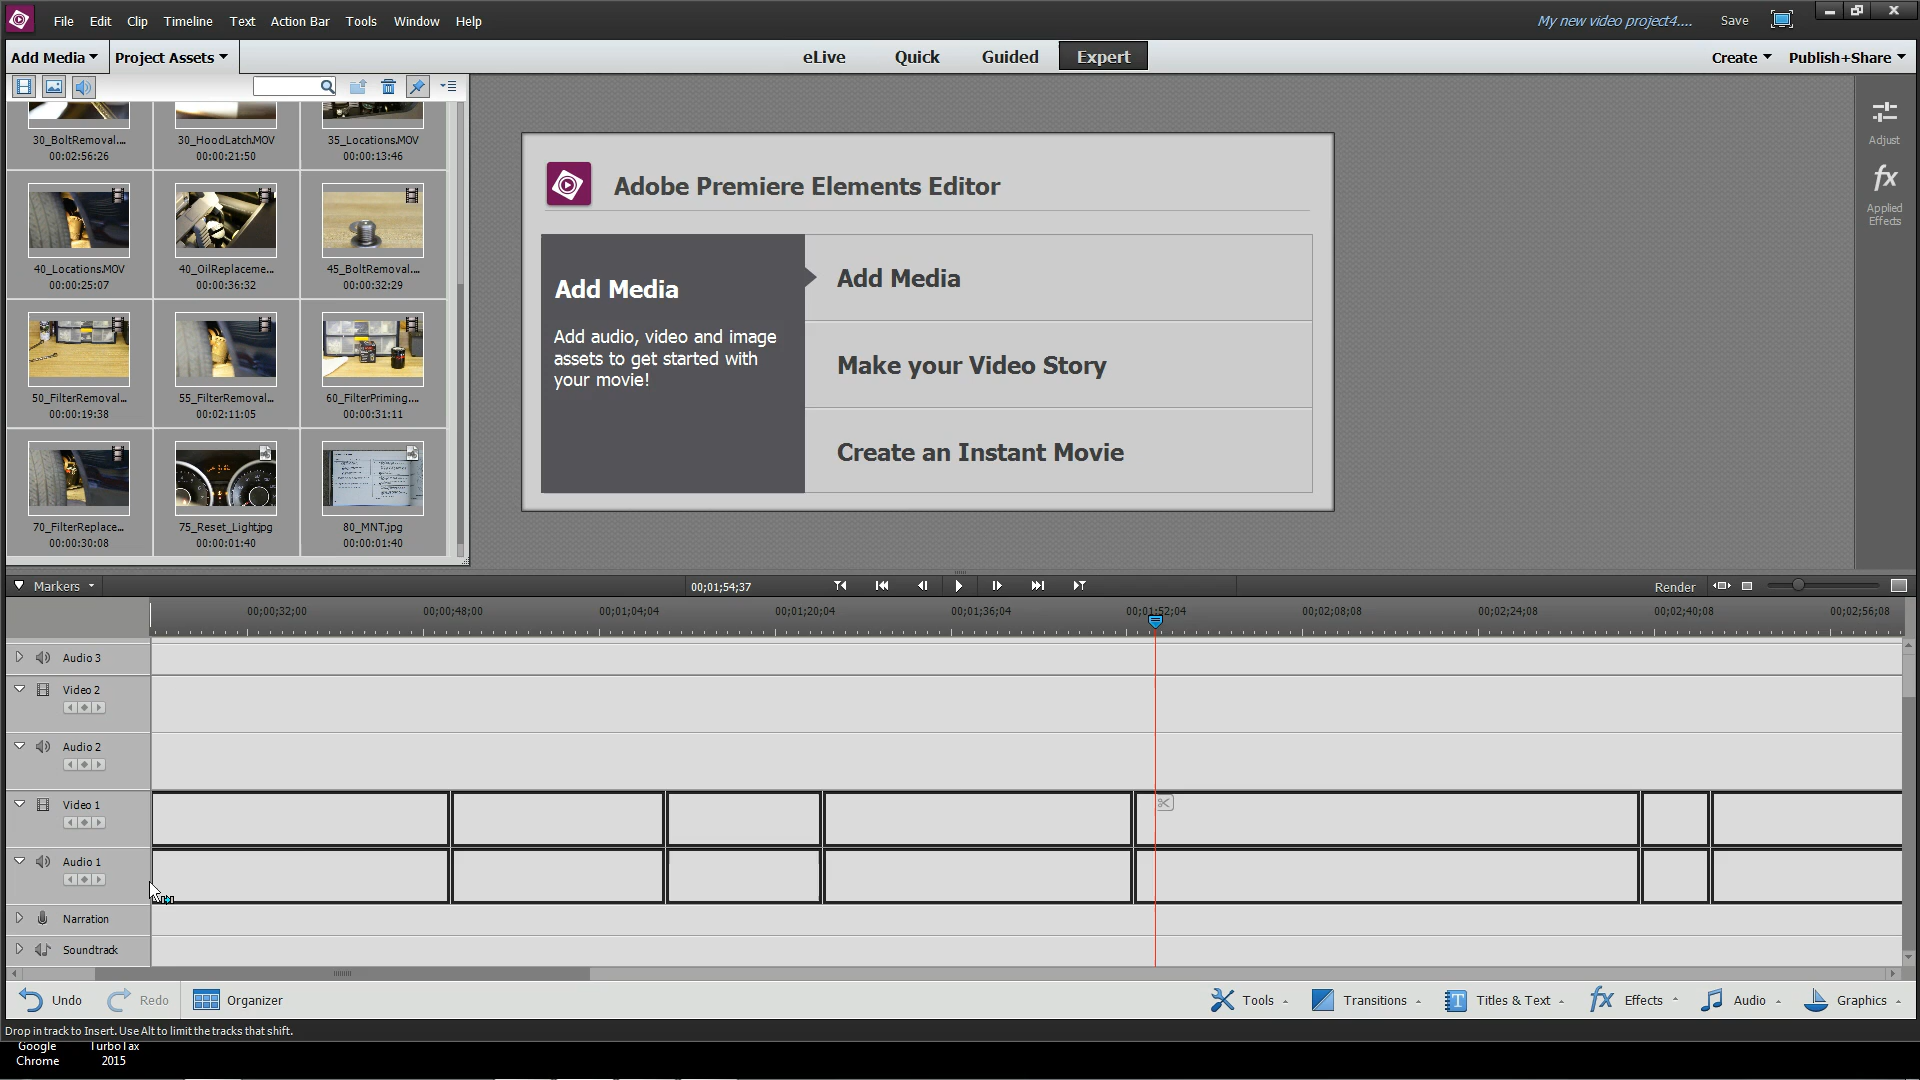 File Edit Clip Timeline Text Action Bar Tools Window Help
My new video project4.... Save
Add Media Project Assets
eLive Quick Guided Expert
Create Publish+Share
30_BoltRemoval.... 30_HoodLatch.MOV 35_Locations.MOV
00:02:56:26 00:00:21:50 00:00:13:46
40_Locations.MOV 40_OilReplaceme... 45_BoltRemoval....
00:00:25:07 00:00:36:32 00:00:32:29
50_FilterRemoval... 55_FilterRemoval... 60_FilterPriming....
00:00:19:38 00:02:11:05 00:00:31:11
70_FilterReplace... 75_Reset_Light.jpg 80_MNT.jpg
00:00:30:08 00:00:01:40 00:00:01:40
Adobe Premiere Elements Editor
Add Media
Add audio, video and image
assets to get started with
your movie!
Add Media
Make your Video Story
Create an Instant Movie
Adjust
fx
Applied
Effects
Markers
00;01;54;37
Render
00;00;32;00 00;00;48;00 00;01;04;04 00;01;20;04 00;01;36;04 00;01;52;04 00;02;08;08 00;02;24;08 00;02;40;08 00;02;56;08
Audio 3
Video 2
Audio 2
Video 1
Audio 1
Narration
Soundtrack
Undo Redo Organizer
Tools Transitions T Titles & Text fx Effects Audio Graphics
Drop in track to Insert. Use Alt to limit the tracks that shift.
Google TurboTax
Chrome 2015